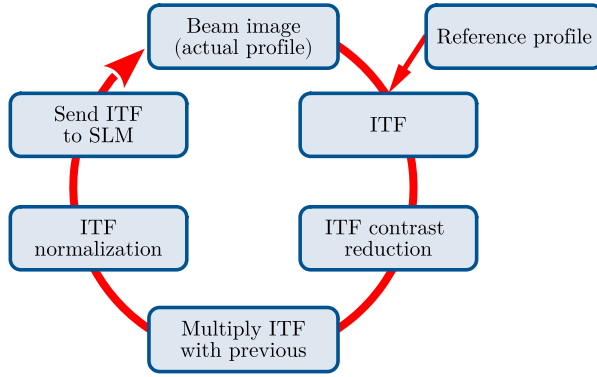 Beam image
(actual profile)
Reference profile
ITF
ITF contrast
reduction
Multiply ITF
with previous
ITF
normalization
Send ITF
to SLM